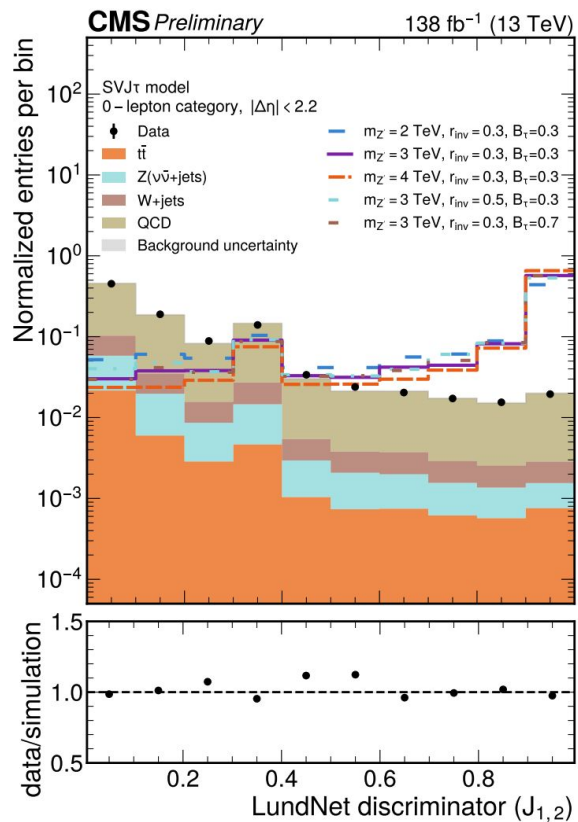 CMS Preliminary 138 fb⁻¹ (13 TeV)
Normalized entries per bin
10²
10¹
10⁰
10⁻¹
10⁻²
10⁻³
10⁻⁴
SVJτ model
0 – lepton category, |Δη| < 2.2
Data
tt̄
Z(νν̄+jets)
W+jets
QCD
Background uncertainty
m_Z′ = 2 TeV, r_inv = 0.3, B_τ = 0.3
m_Z′ = 3 TeV, r_inv = 0.3, B_τ = 0.3
m_Z′ = 4 TeV, r_inv = 0.3, B_τ = 0.3
m_Z′ = 3 TeV, r_inv = 0.5, B_τ = 0.3
m_Z′ = 3 TeV, r_inv = 0.3, B_τ = 0.7
data/simulation
1.5
1.0
0.5
0.2 0.4 0.6 0.8
LundNet discriminator (J₁,₂)